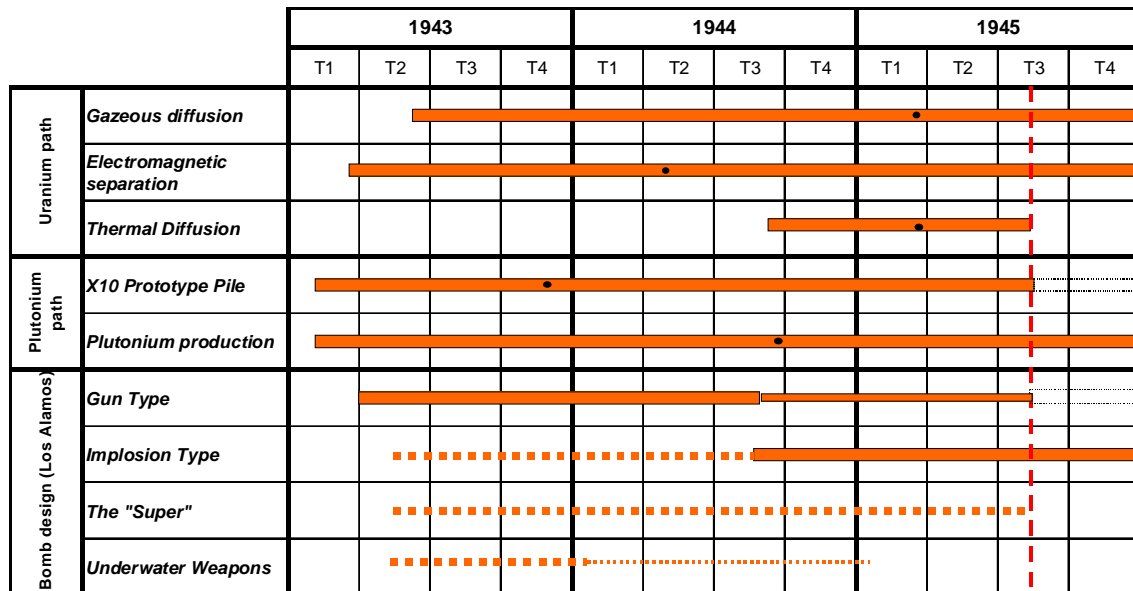 1943 1944 1945
T1 T2 T3 T4 T1 T2 T3 T4 T1 T2 T3 T4
Uranium path
Gazeous diffusion
Electromagnetic
separation
Thermal Diffusion
Plutonium
path
X10 Prototype Pile
Plutonium production
Bomb design (Los Alamos)
Gun Type
Implosion Type
The "Super"
Underwater Weapons